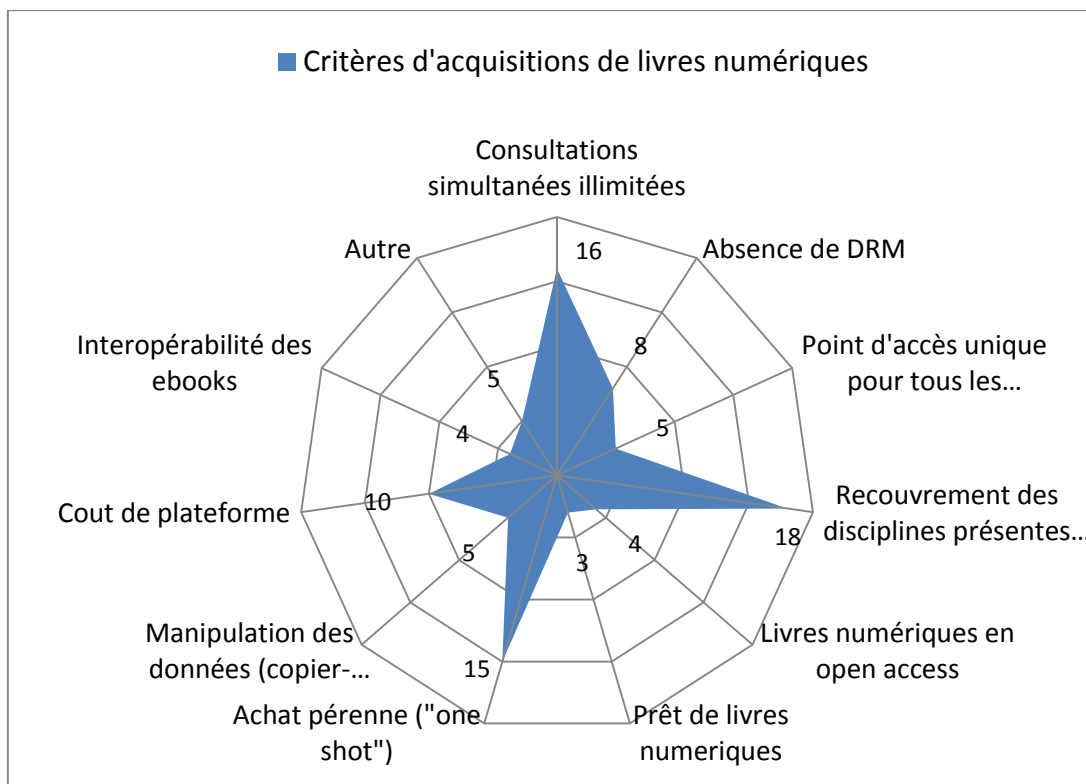 Critères d'acquisitions de livres numériques
Consultations
simultanées illimitées
16
Absence de DRM
8
Point d'accès unique
pour tous les…
5
Recouvrement des
disciplines présentes…
18
Livres numériques en
open access
4
Prêt de livres
numeriques
3
Achat pérenne ("one
shot")
15
Manipulation des
données (copier-…
5
Cout de plateforme
10
Interopérabilité des
ebooks
4
Autre
5